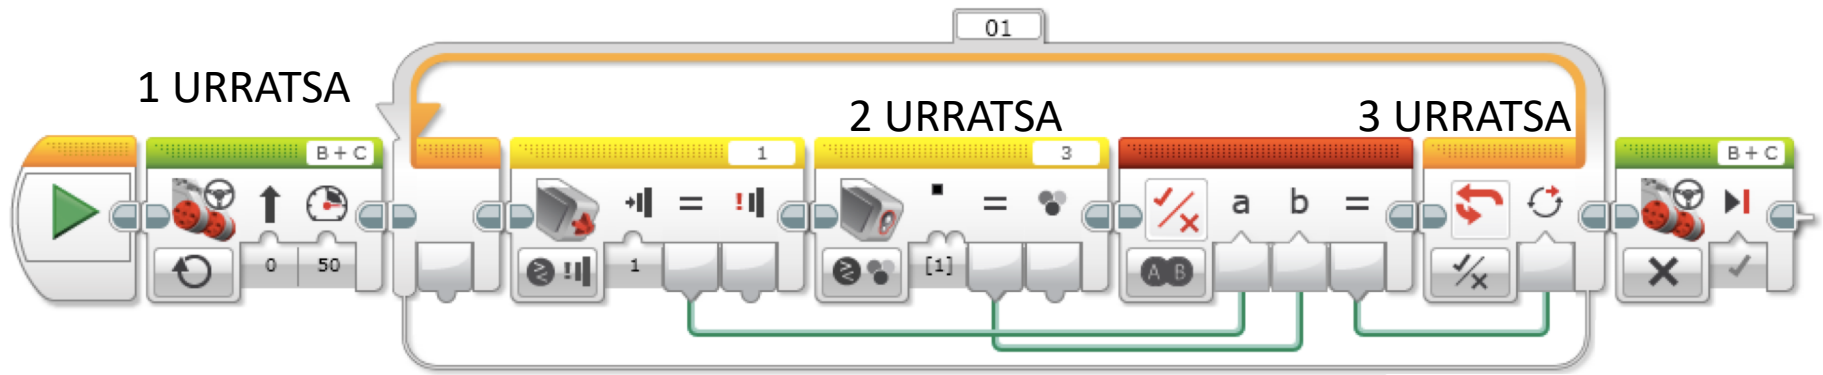 01
1 URRATSA
2 URRATSA
3 URRATSA
B + C
1
3
B + C
= ! = a b =
0 50
1
[1]
! A B